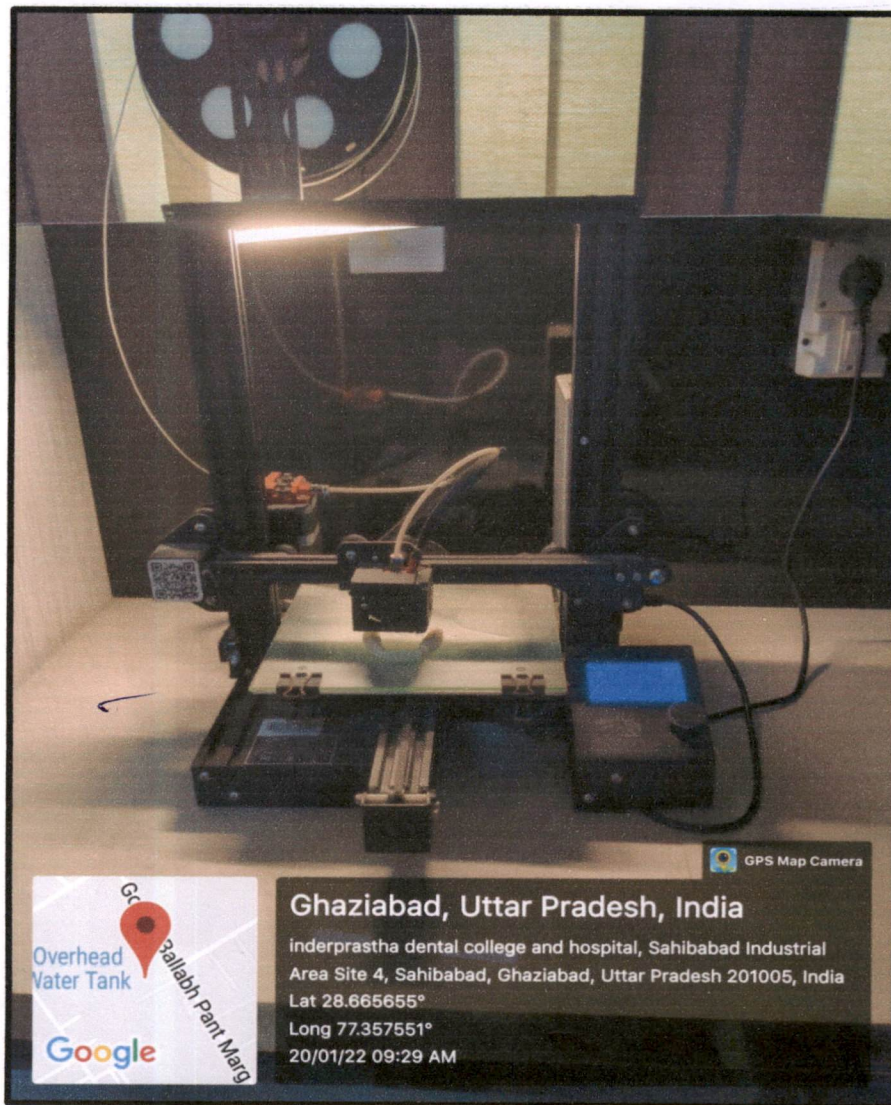 GPS Map Camera
Ghaziabad, Uttar Pradesh, India
inderprastha dental college and hospital, Sahibabad Industrial
Area Site 4, Sahibabad, Ghaziabad, Uttar Pradesh 201005, India
Lat 28.665655°
Long 77.357551°
20/01/22 09:29 AM
Overhead
Water Tank
Ballabh Pant Marg
Google